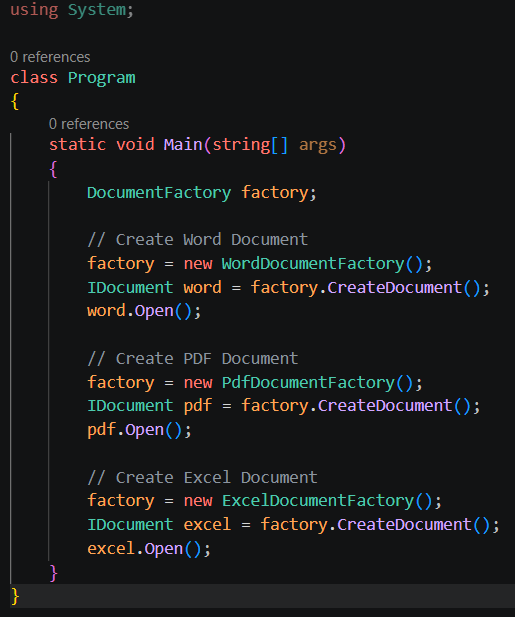 using System;
0 references
class Program
{
0 references
static void Main(string[] args)
{
DocumentFactory factory;
// Create Word Document
factory = new WordDocumentFactory();
IDocument word = factory.CreateDocument();
word.Open();
// Create PDF Document
factory = new PdfDocumentFactory();
IDocument pdf = factory.CreateDocument();
pdf.Open();
// Create Excel Document
factory = new ExcelDocumentFactory();
IDocument excel = factory.CreateDocument();
excel.Open();
}
}